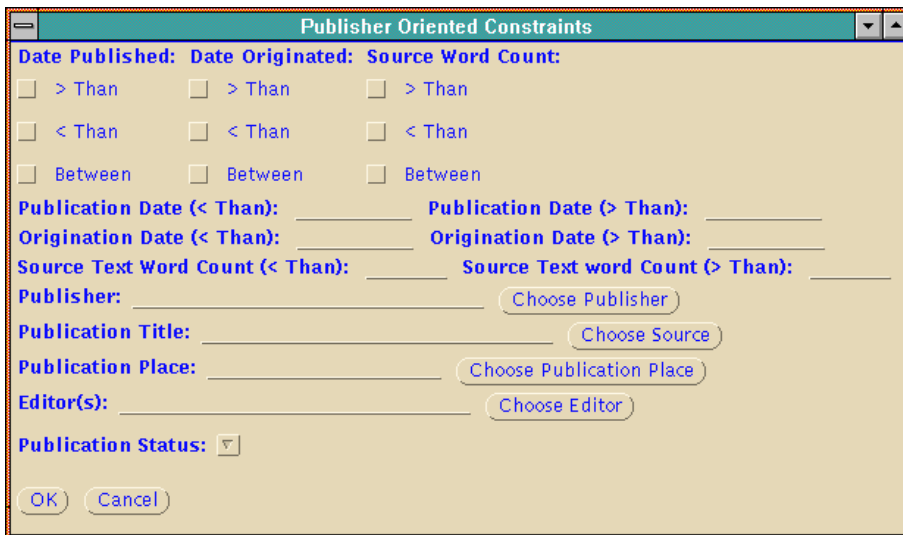 Publisher Oriented Constraints
Date Published: Date Originated: Source Word Count:
> Than > Than > Than
< Than < Than < Than
Between Between Between
Publication Date (< Than): Publication Date (> Than):
Origination Date (< Than): Origination Date (> Than):
Source Text Word Count (< Than): Source Text word Count (> Than):
Publisher: Choose Publisher
Publication Title: Choose Source
Publication Place: Choose Publication Place
Editor(s): Choose Editor
Publication Status:
OK Cancel